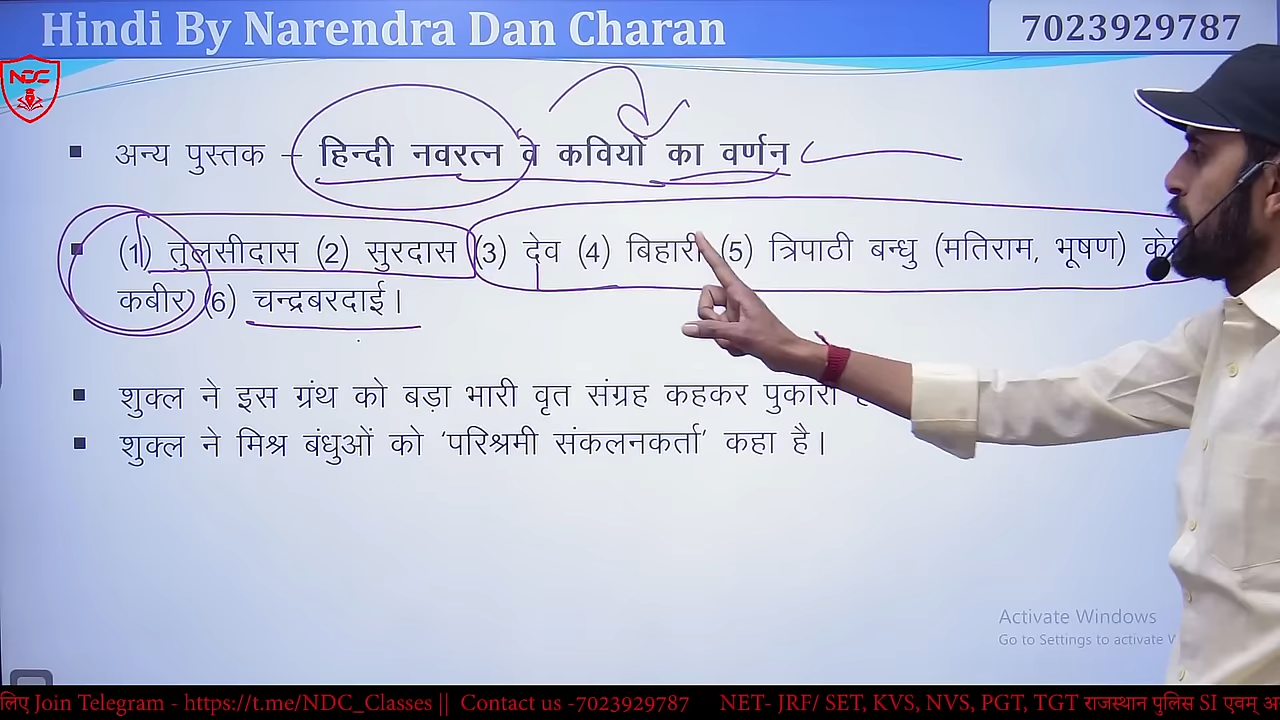 Hindi By Narendra Dan Charan
7023929787
NDC
▪ अन्य पुस्तक – हिन्दी नवरत्न वे कवियों का वर्णन
▪ (1) तुलसीदास (2) सुरदास (3) देव (4) बिहारी (5) त्रिपाठी बन्धु (मतिराम, भूषण)
कबीर) (6) चन्द्रबरदाई।
▪ शुक्ल ने इस ग्रंथ को बड़ा भारी वृत संग्रह कहकर पुकारा
▪ शुक्ल ने मिश्र बंधुओं को 'परिश्रमी संकलनकर्ता' कहा है।
Activate Windows
Go to Settings to activate
लिए Join Telegram - https://t.me/NDC_Classes || Contact us -7023929787 NET- JRF/ SET, KVS, NVS, PGT, TGT राजस्थान पुलिस SI एवम्